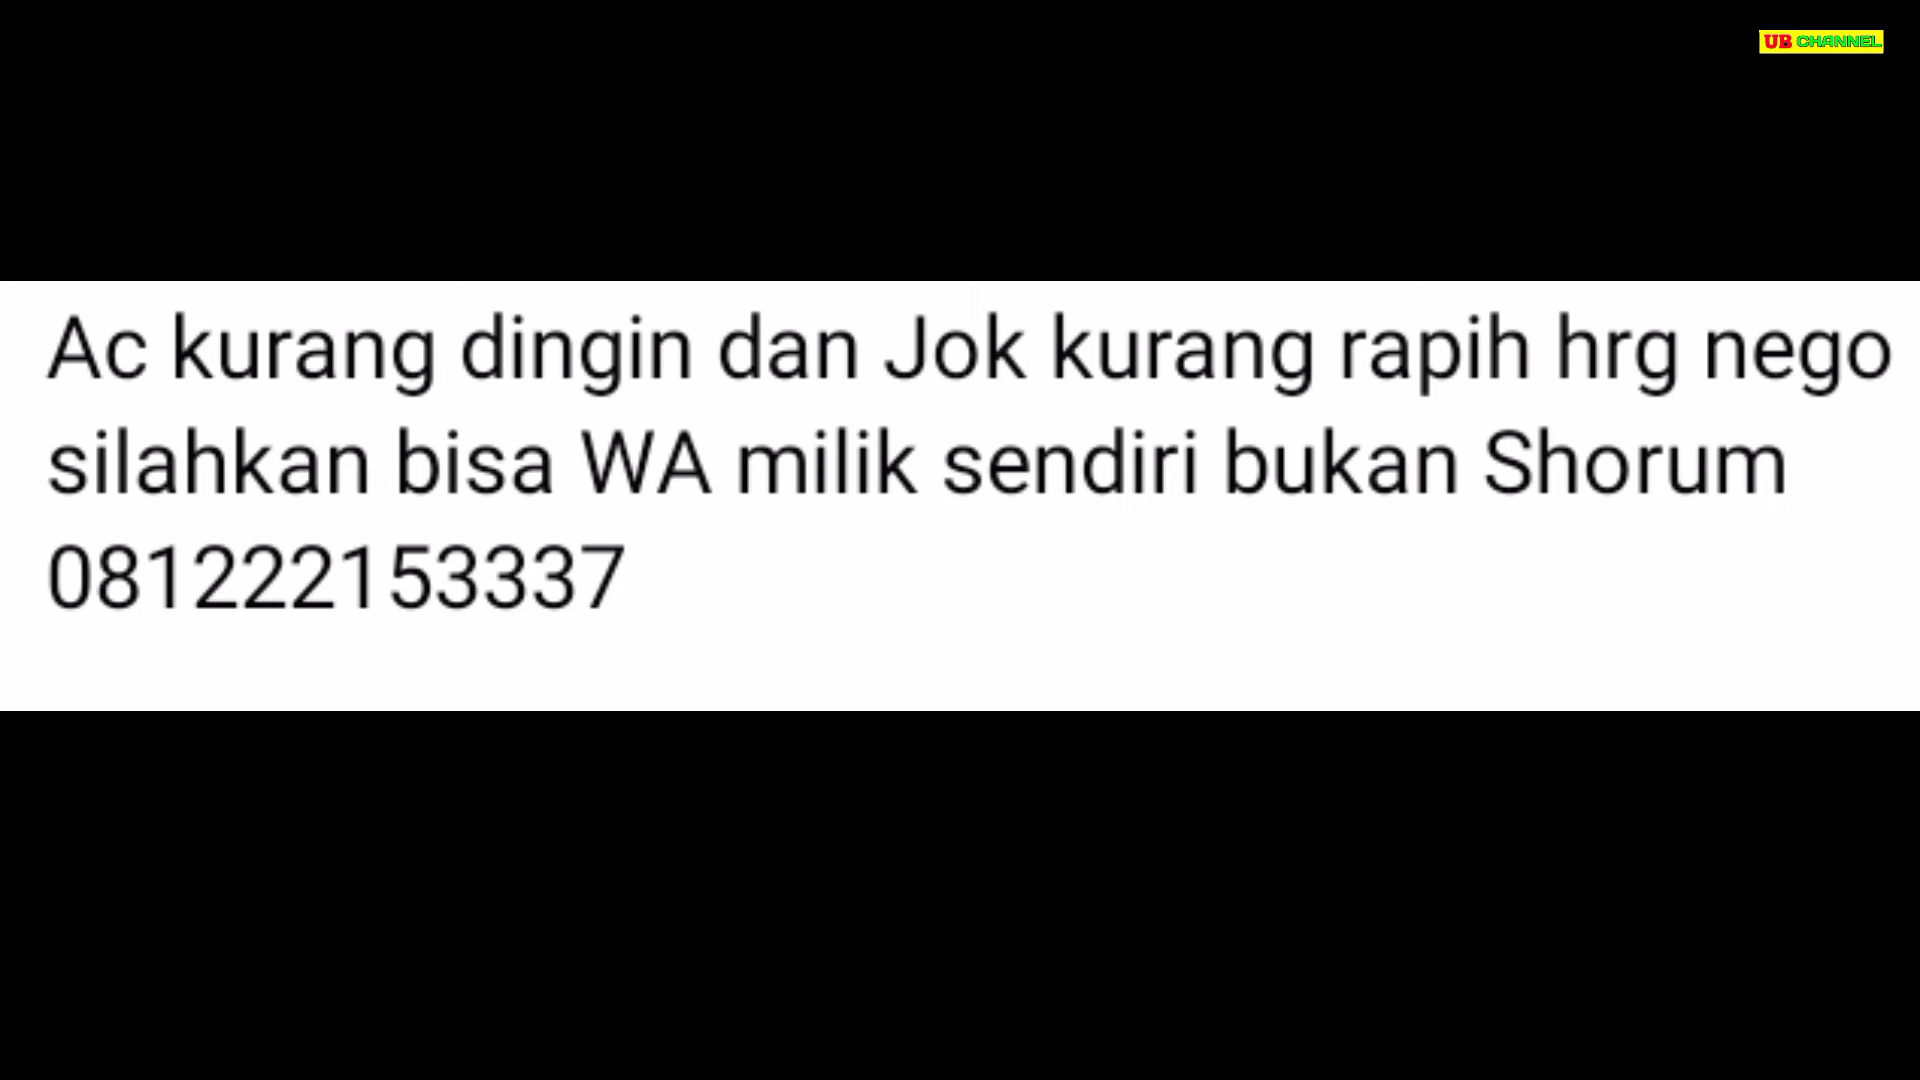 UB CHANNEL
Ac kurang dingin dan Jok kurang rapih hrg nego
silahkan bisa WA milik sendiri bukan Shorum
081222153337